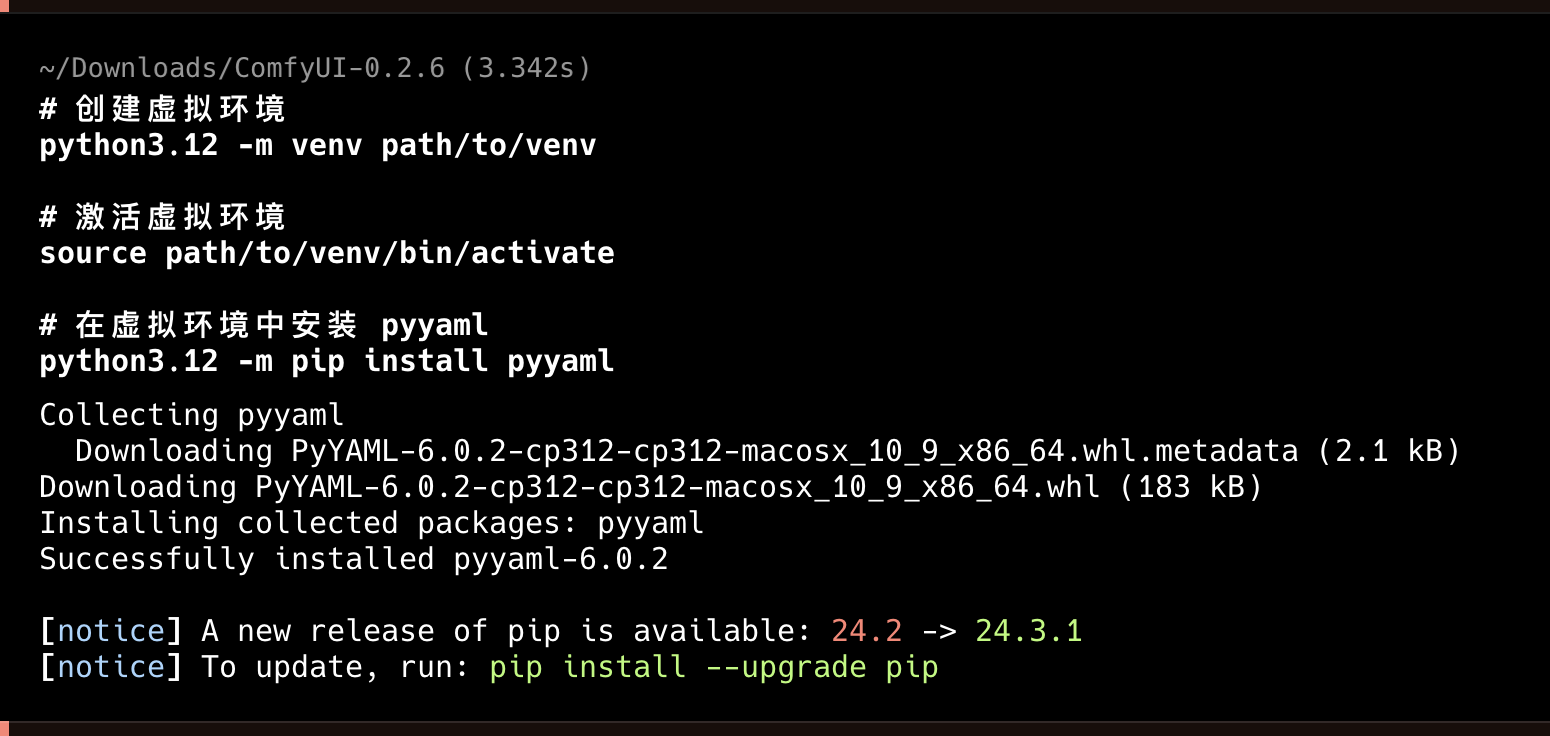 ~/Downloads/ComfyUI-0.2.6 (3.342s)
# 创建虚拟环境
python3.12 -m venv path/to/venv
# 激活虚拟环境
source path/to/venv/bin/activate
# 在虚拟环境中安装 pyyaml
python3.12 -m pip install pyyaml
Collecting pyyaml
  Downloading PyYAML-6.0.2-cp312-cp312-macosx_10_9_x86_64.whl.metadata (2.1 kB)
Downloading PyYAML-6.0.2-cp312-cp312-macosx_10_9_x86_64.whl (183 kB)
Installing collected packages: pyyaml
Successfully installed pyyaml-6.0.2
[notice] A new release of pip is available: 24.2 -> 24.3.1
[notice] To update, run: pip install --upgrade pip